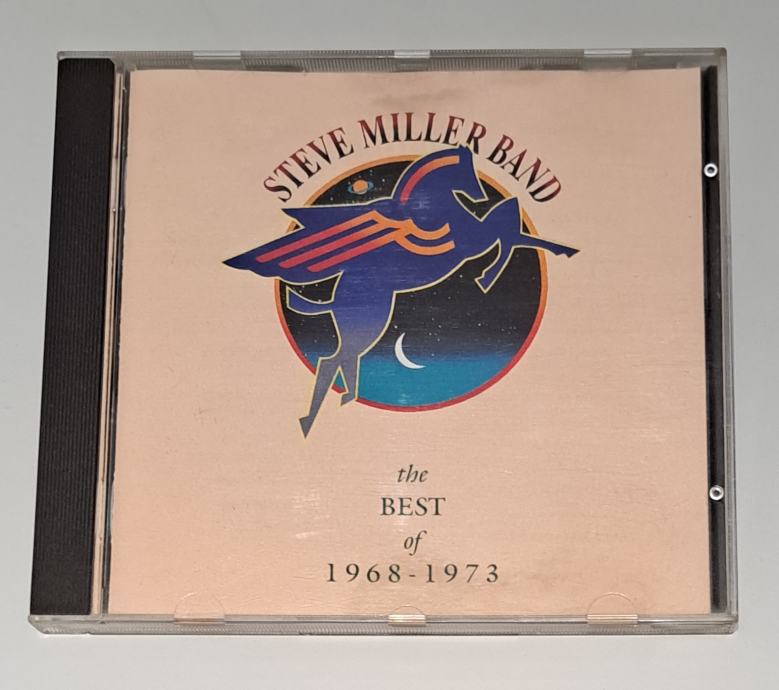 STEVE MILLER BAND
the
BEST
of
1968-1973